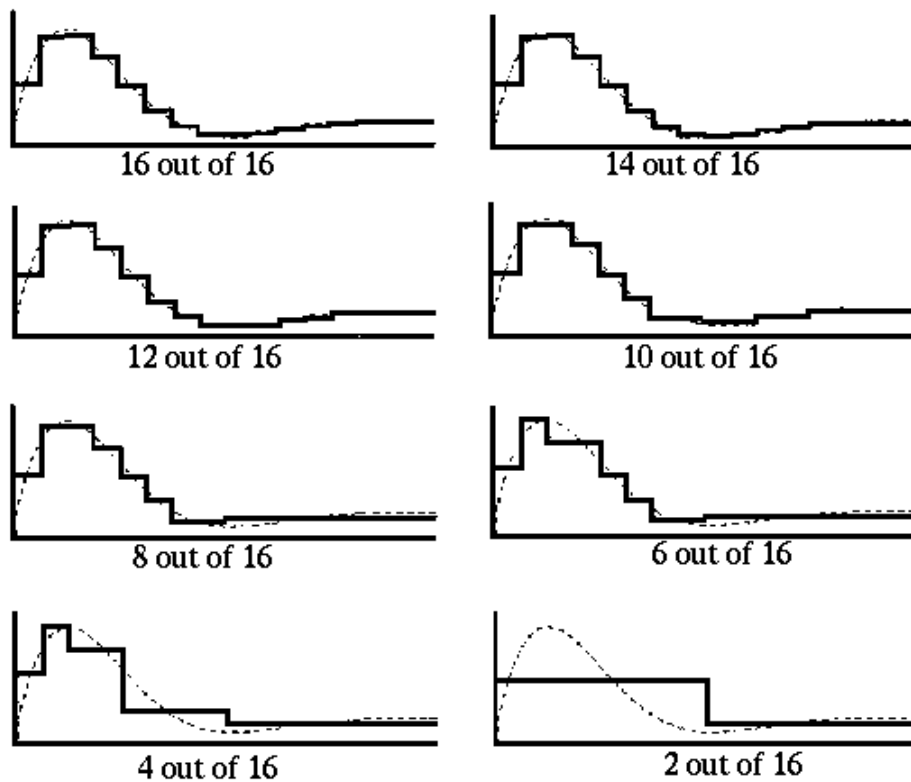 16 out of 16
14 out of 16
12 out of 16
10 out of 16
8 out of 16
6 out of 16
4 out of 16
2 out of 16